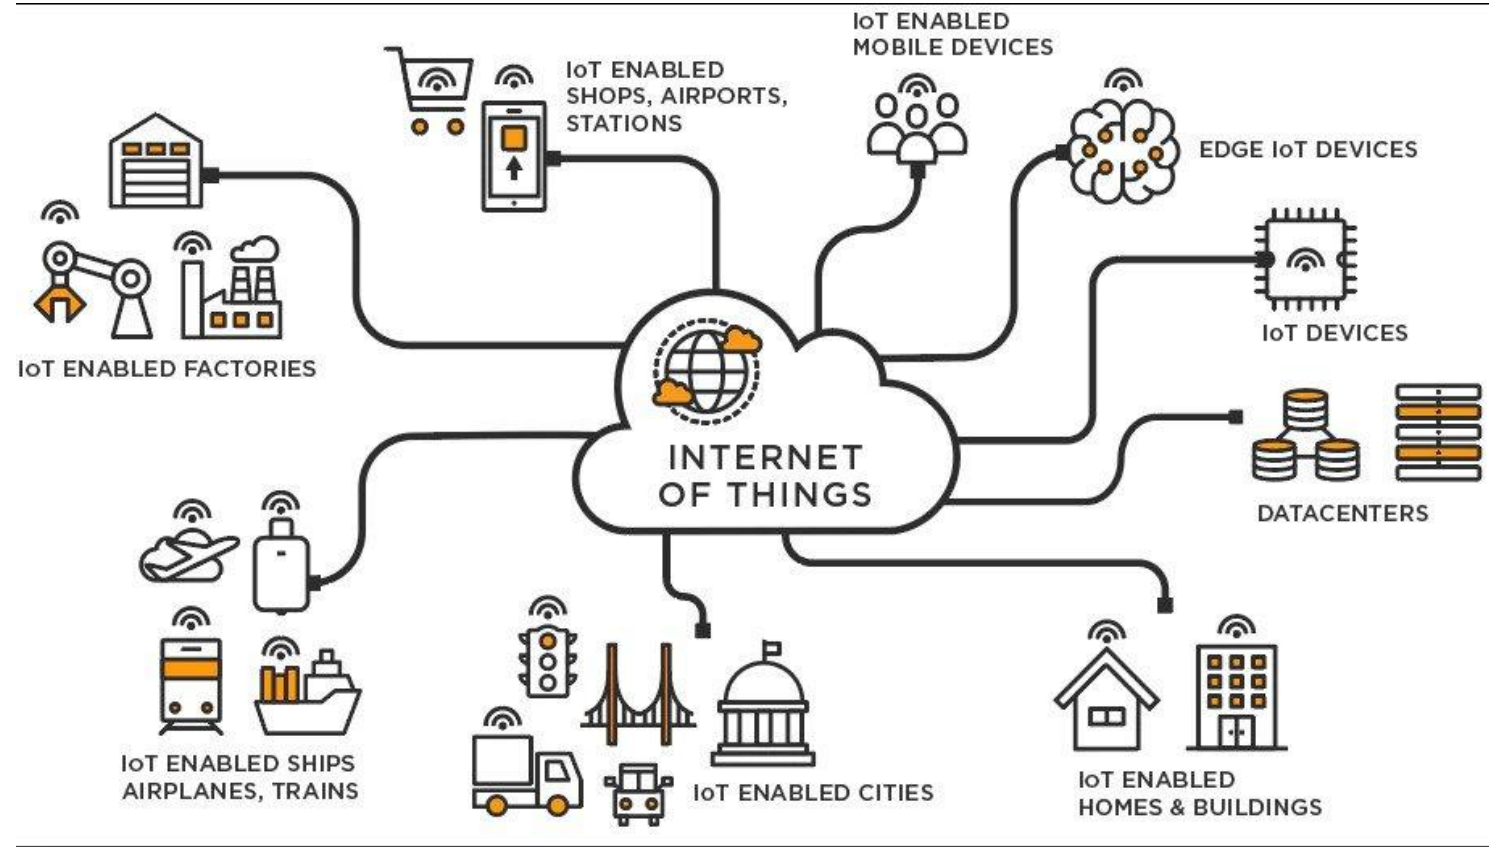 IoT ENABLED
MOBILE DEVICES
IoT ENABLED
SHOPS, AIRPORTS,
STATIONS
EDGE IoT DEVICES
IoT DEVICES
IoT ENABLED FACTORIES
INTERNET
OF THINGS
DATACENTERS
IoT ENABLED SHIPS
AIRPLANES, TRAINS
IoT ENABLED CITIES
IoT ENABLED
HOMES & BUILDINGS